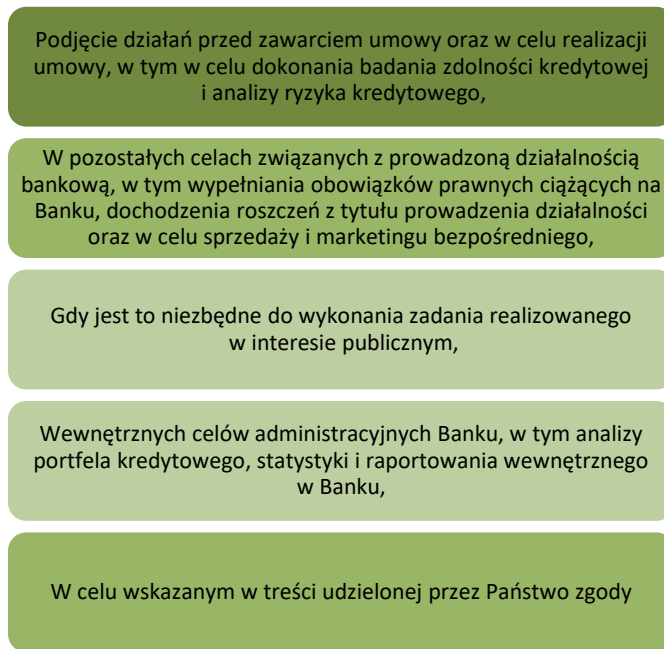 Podjęcie działań przed zawarciem umowy oraz w celu realizacji
umowy, w tym w celu dokonania badania zdolności kredytowej
i analizy ryzyka kredytowego,
W pozostałych celach związanych z prowadzoną działalnością
bankową, w tym wypełniania obowiązków prawnych ciążących na
Banku, dochodzenia roszczeń z tytułu prowadzenia działalności
oraz w celu sprzedaży i marketingu bezpośredniego,
Gdy jest to niezbędne do wykonania zadania realizowanego
w interesie publicznym,
Wewnętrznych celów administracyjnych Banku, w tym analizy
portfela kredytowego, statystyki i raportowania wewnętrznego
w Banku,
W celu wskazanym w treści udzielonej przez Państwo zgody